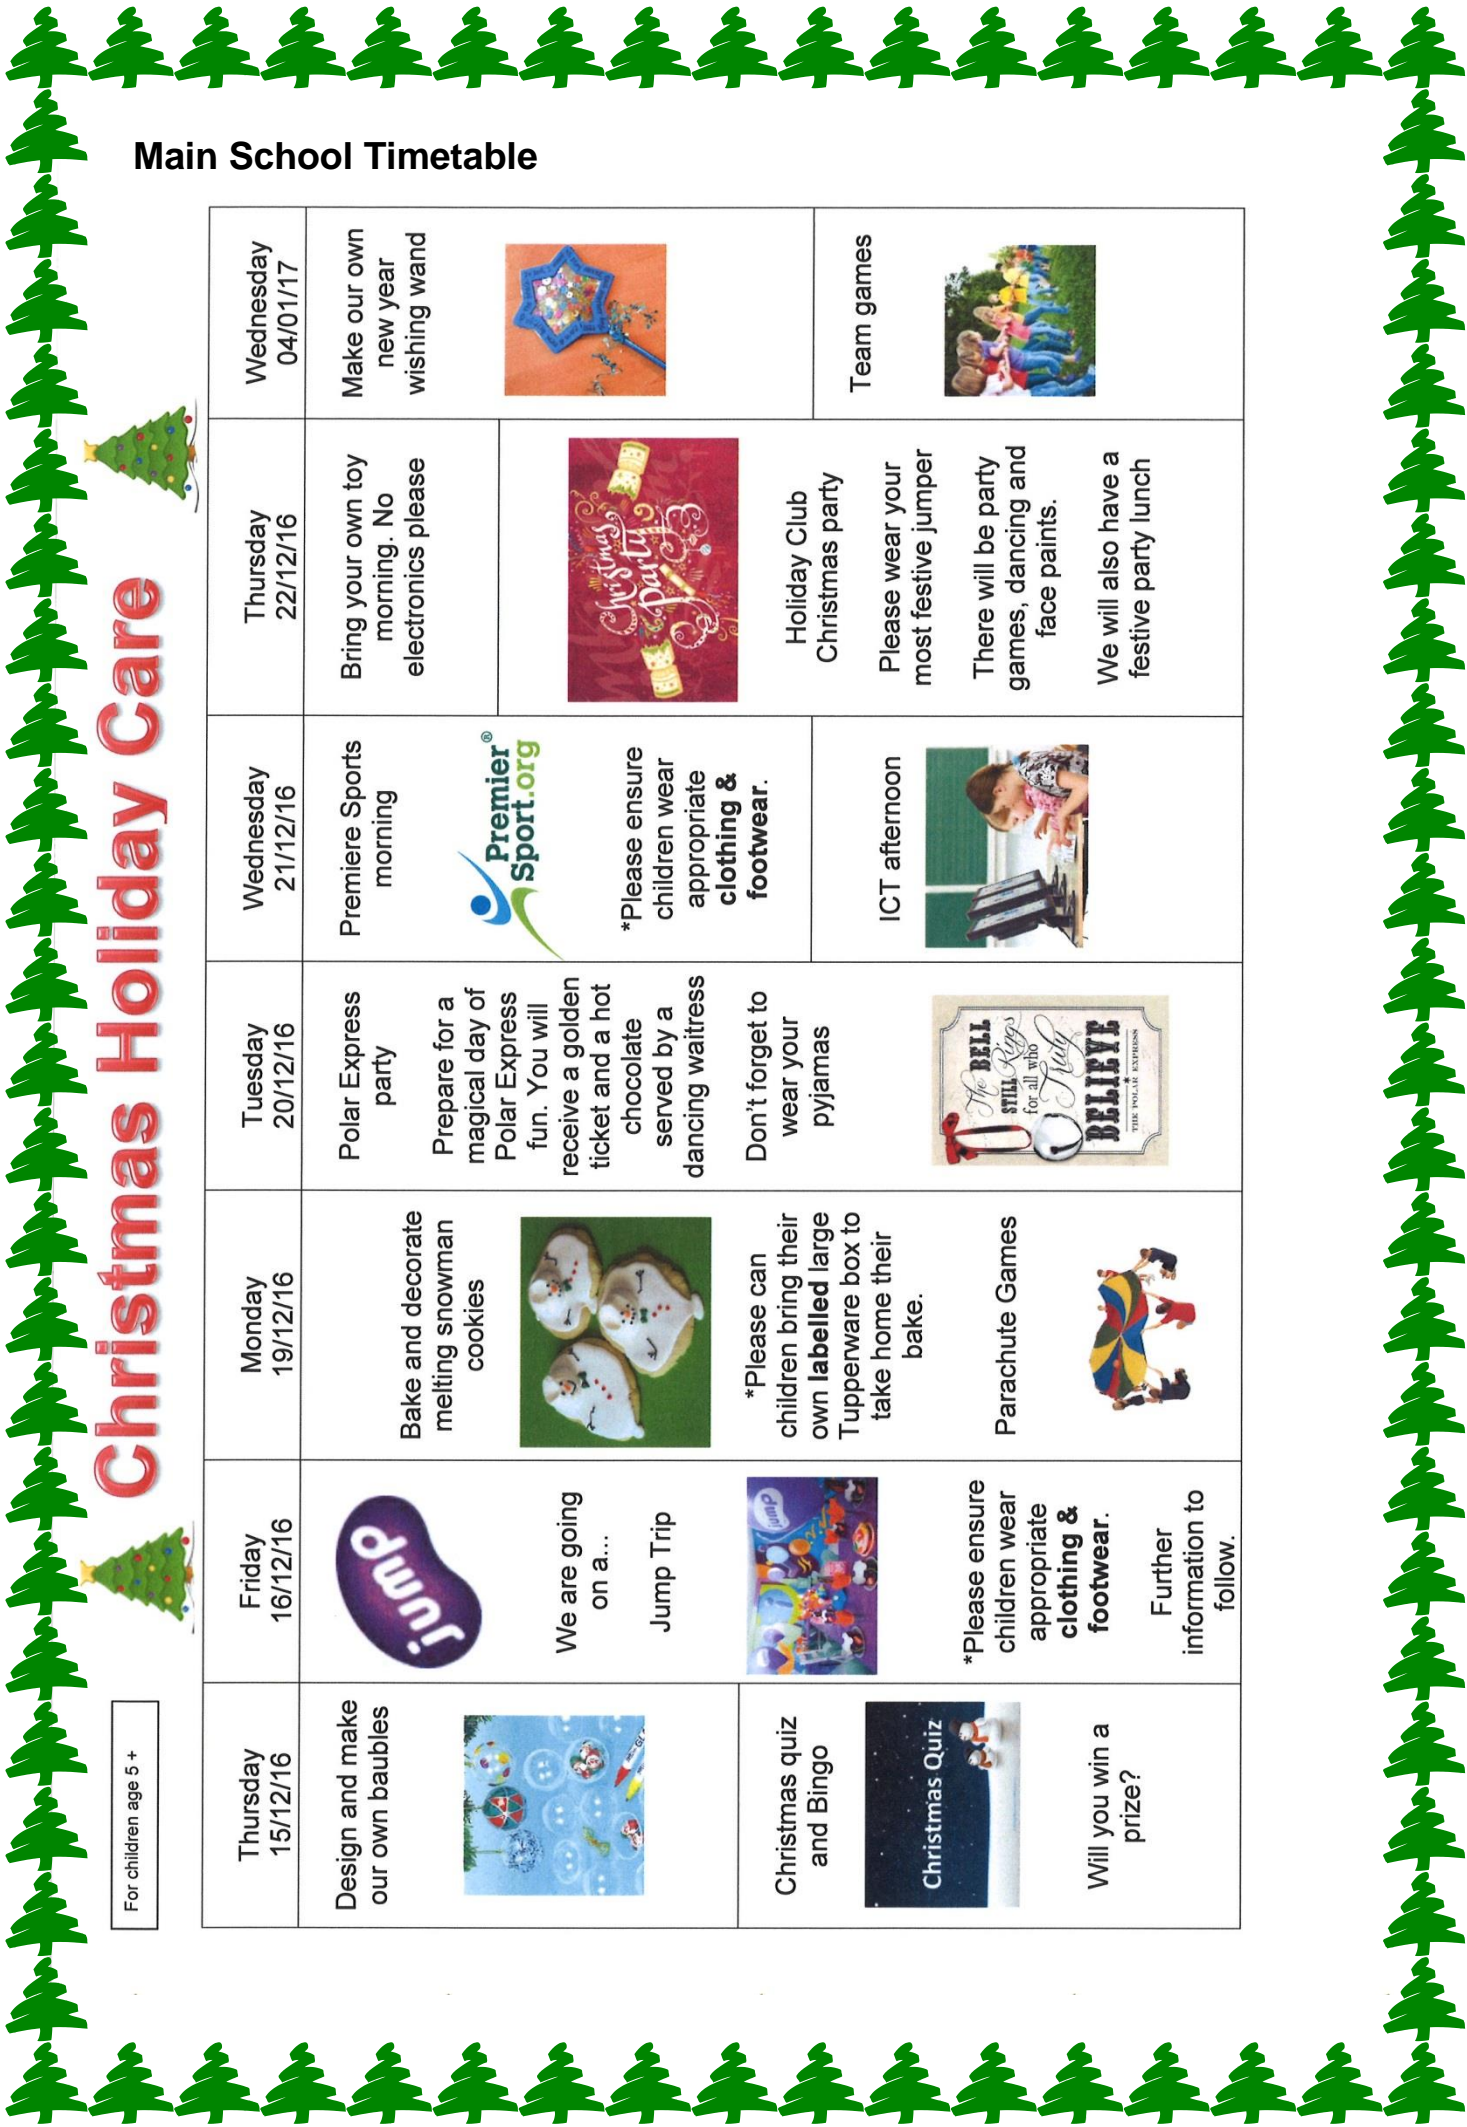 Main School Timetable
For children age 5 +
Christmas Holiday Care
Thursday
15/12/16
Design and make
our own baubles
Christmas quiz
and Bingo
Christmas Quiz
Will you win a
prize?
Friday
16/12/16
jump
We are going
on a...
Jump Trip
jump
*Please ensure
children wear
appropriate
clothing &
footwear.
Further
information to
follow.
Monday
19/12/16
Bake and decorate
melting snowman
cookies
*Please can
children bring their
own labelled large
Tupperware box to
take home their
bake.
Parachute Games
Tuesday
20/12/16
Polar Express
party
Prepare for a
magical day of
Polar Express
fun. You will
receive a golden
ticket and a hot
chocolate
served by a
dancing waitress
Don't forget to
wear your
pyjamas
The BELL
STILL Rings
for all who
Truly
BELIEVE
THE POLAR EXPRESS
Wednesday
21/12/16
Premiere Sports
morning
Premier®
Sport.org
*Please ensure
children wear
appropriate
clothing &
footwear.
ICT afternoon
Thursday
22/12/16
Bring your own toy
morning. No
electronics please
Christmas
Party
Holiday Club
Christmas party
Please wear your
most festive jumper
There will be party
games, dancing and
face paints.
We will also have a
festive party lunch
Wednesday
04/01/17
Make our own
new year
wishing wand
Team games